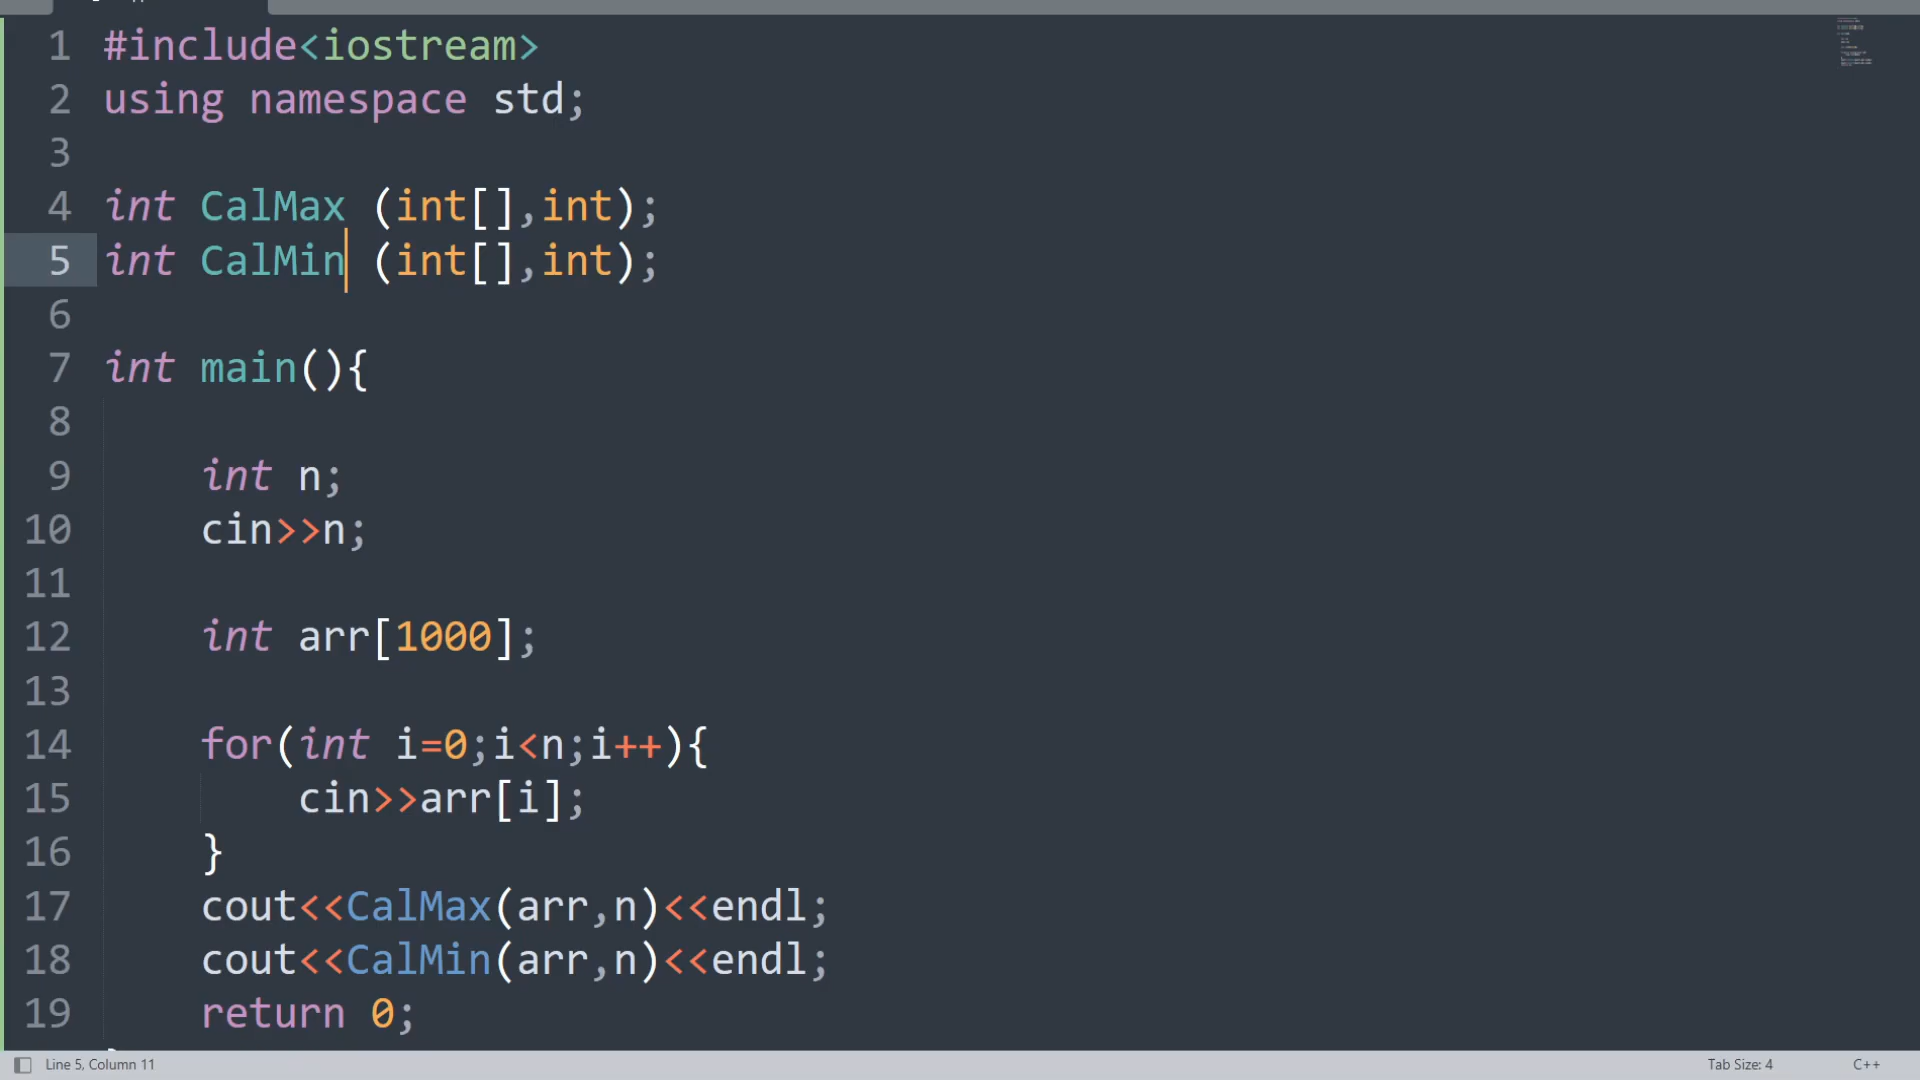 1 #include<iostream>
2 using namespace std;
3
4 int CalMax (int[],int);
5 int CalMin (int[],int);
6
7 int main(){
8
9 int n;
10 cin>>n;
11
12 int arr[1000];
13
14 for(int i=0;i<n;i++){
15 cin>>arr[i];
16 }
17 cout<<CalMax(arr,n)<<endl;
18 cout<<CalMin(arr,n)<<endl;
19 return 0;
Line 5, Column 11
Tab Size: 4
C++